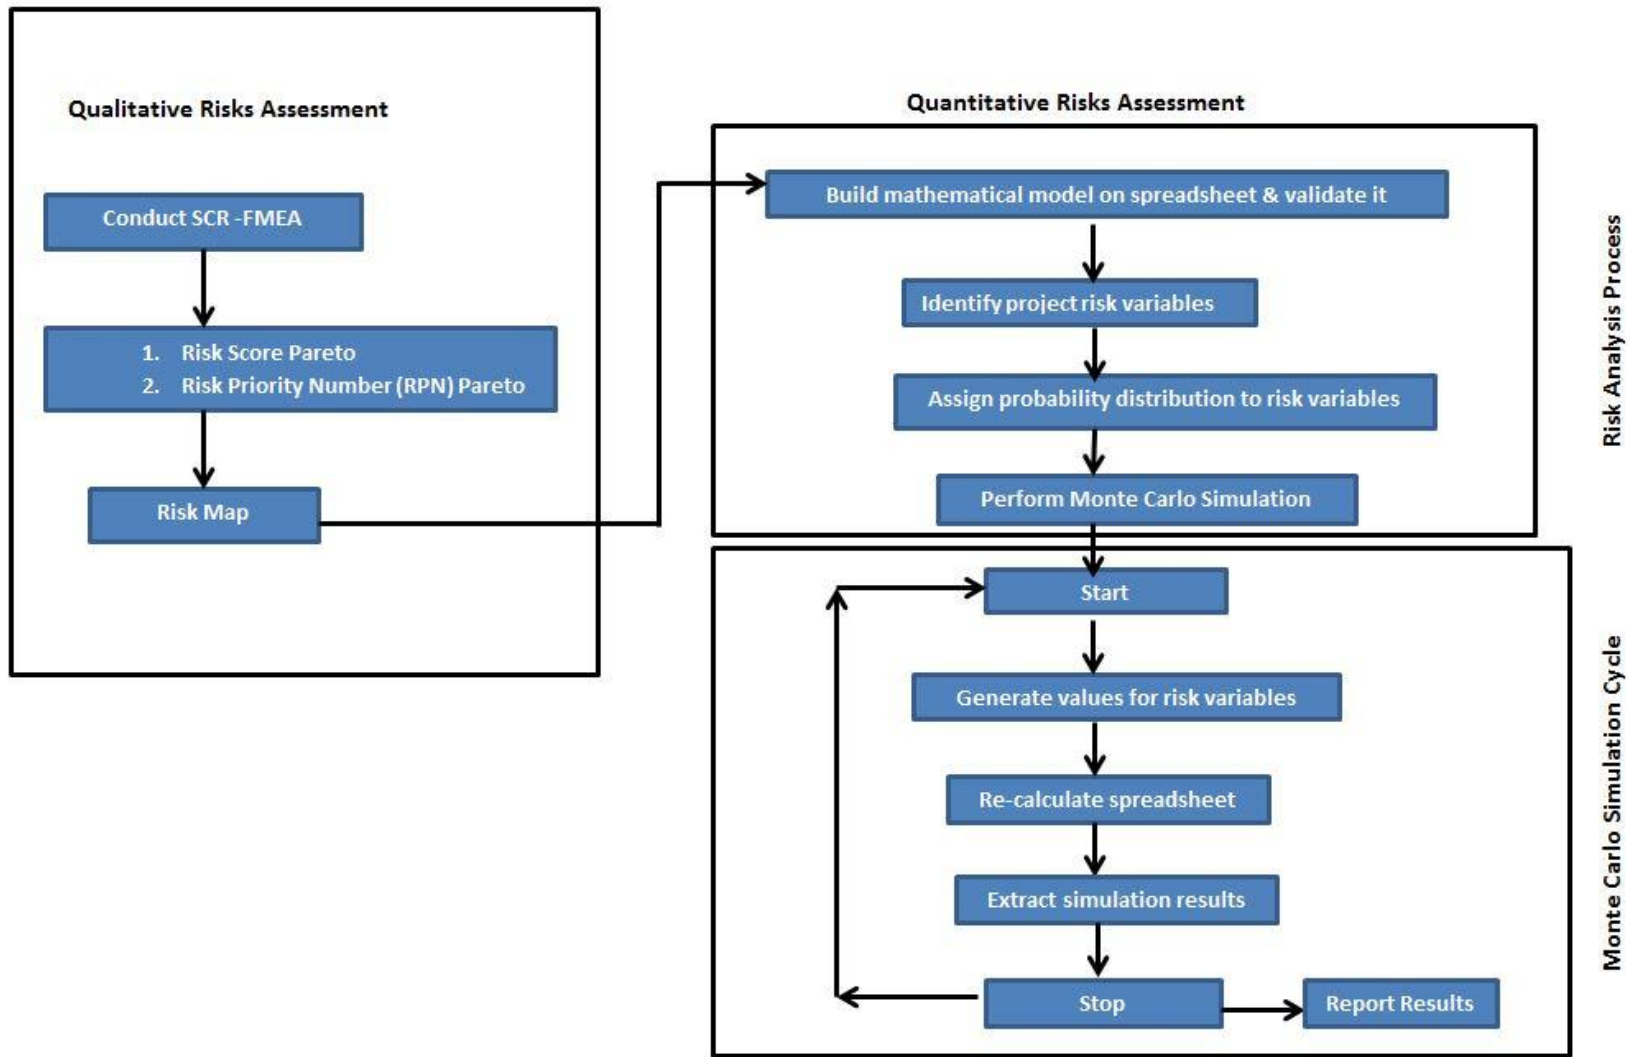 Qualitative Risks Assessment
Conduct SCR -FMEA
1. Risk Score Pareto
2. Risk Priority Number (RPN) Pareto
Risk Map
Quantitative Risks Assessment
Build mathematical model on spreadsheet & validate it
Identify project risk variables
Assign probability distribution to risk variables
Perform Monte Carlo Simulation
Risk Analysis Process
Start
Generate values for risk variables
Re-calculate spreadsheet
Extract simulation results
Stop
Report Results
Monte Carlo Simulation Cycle